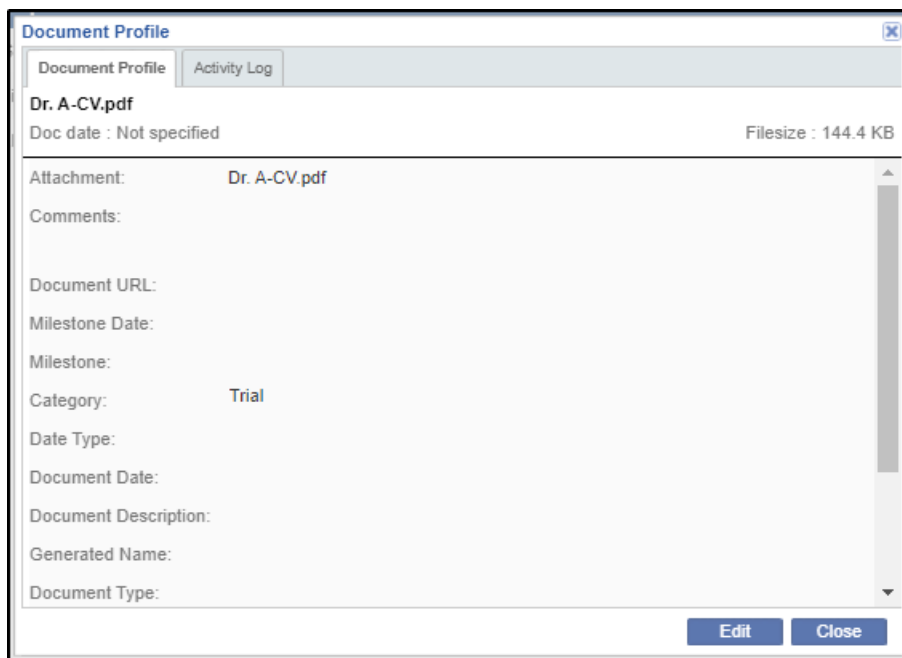 Document Profile
Document Profile Activity Log
Dr. A-CV.pdf
Doc date : Not specified Filesize : 144.4 KB
Attachment: Dr. A-CV.pdf
Comments:
Document URL:
Milestone Date:
Milestone:
Category: Trial
Date Type:
Document Date:
Document Description:
Generated Name:
Document Type:
Edit Close